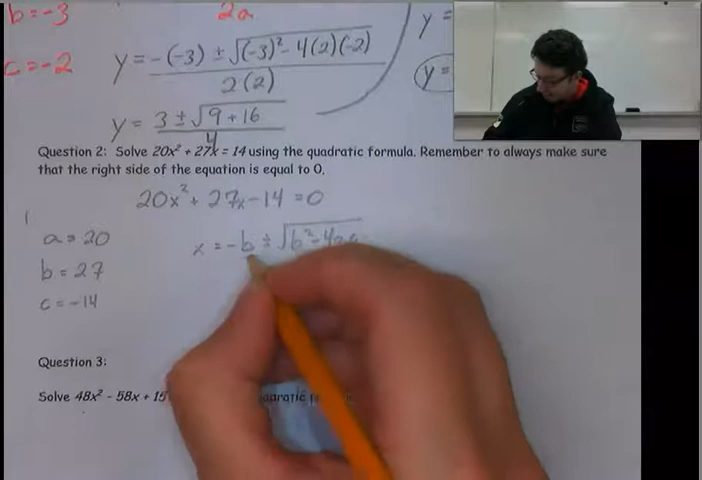 b = -3
2a
c = -2
y = -(-3) ± √(-3)² - 4(2)(-2)
2(2)
y =
y =
y = 3 ± √9 + 16
4
Question 2: Solve 20x² + 27x = 14 using the quadratic formula. Remember to always make sure
that the right side of the equation is equal to 0.
20x² + 27x - 14 = 0
a = 20
b = 27
c = -14
x = -b ± √b² - 4ac
Question 3:
Solve 48x² - 58x + 15